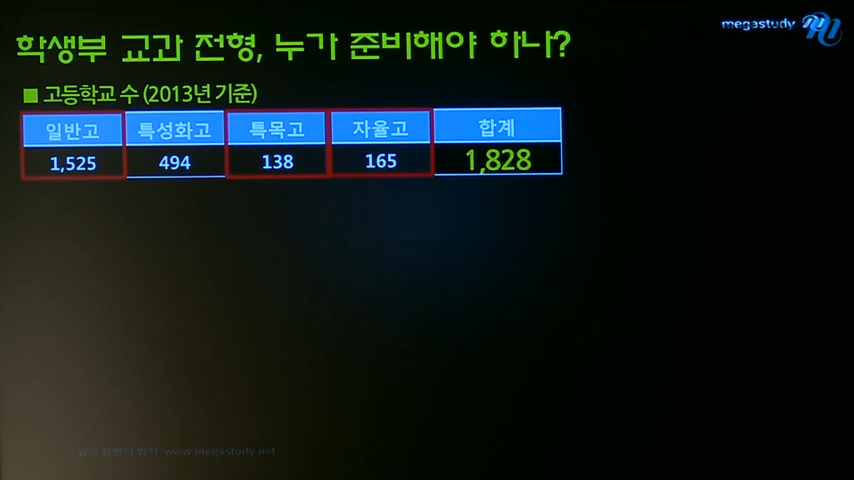 megastudy
학생부 교과 전형, 누가 준비해야 하나?
■ 고등학교 수 (2013년 기준)
일반고 특성화고 특목고 자율고 합계
1,525 494 138 165 1,828
www.megastudy.net